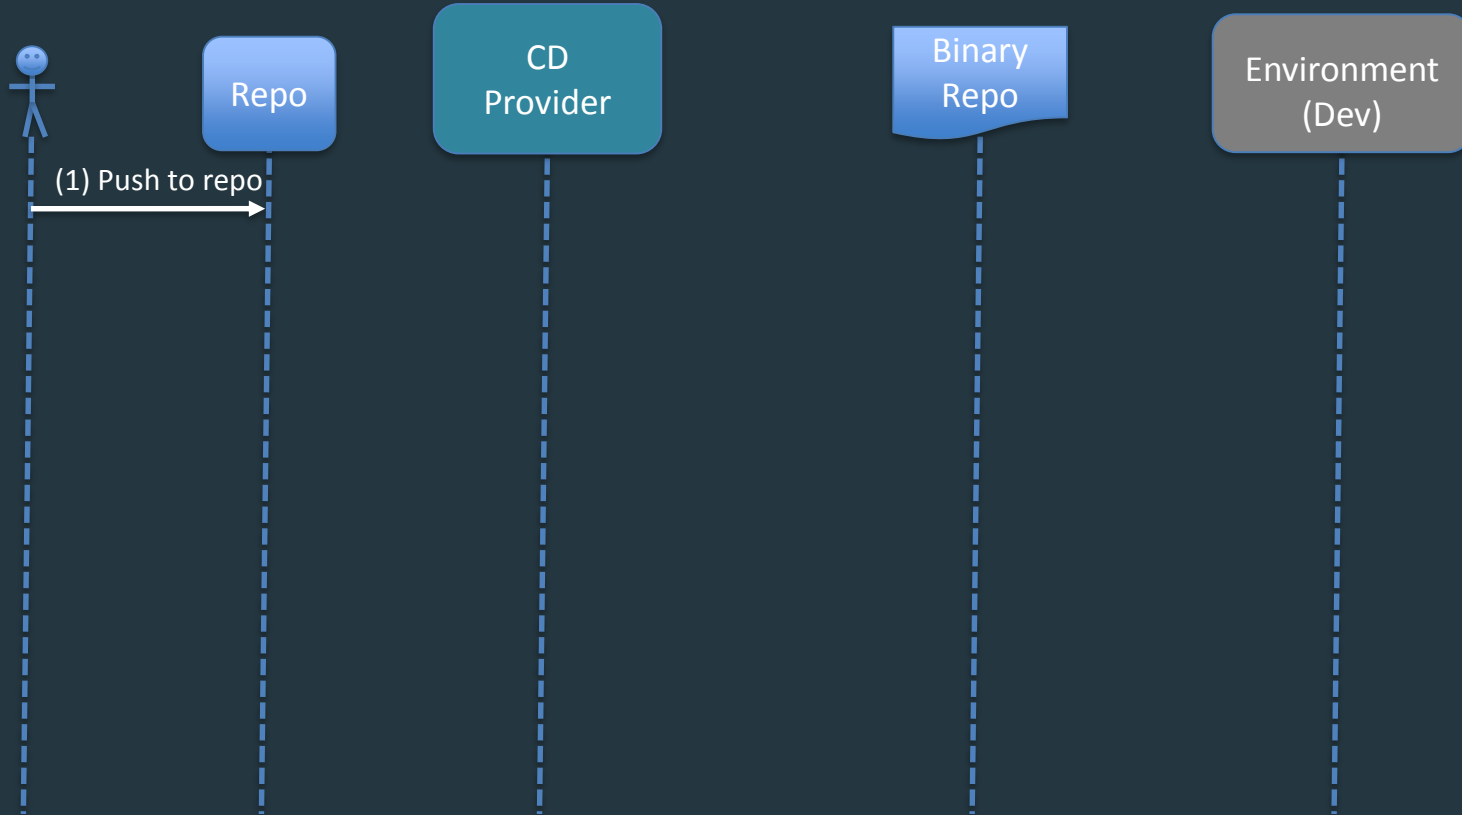 Repo
CD
Provider
Binary
Repo
Environment
(Dev)
(1) Push to repo